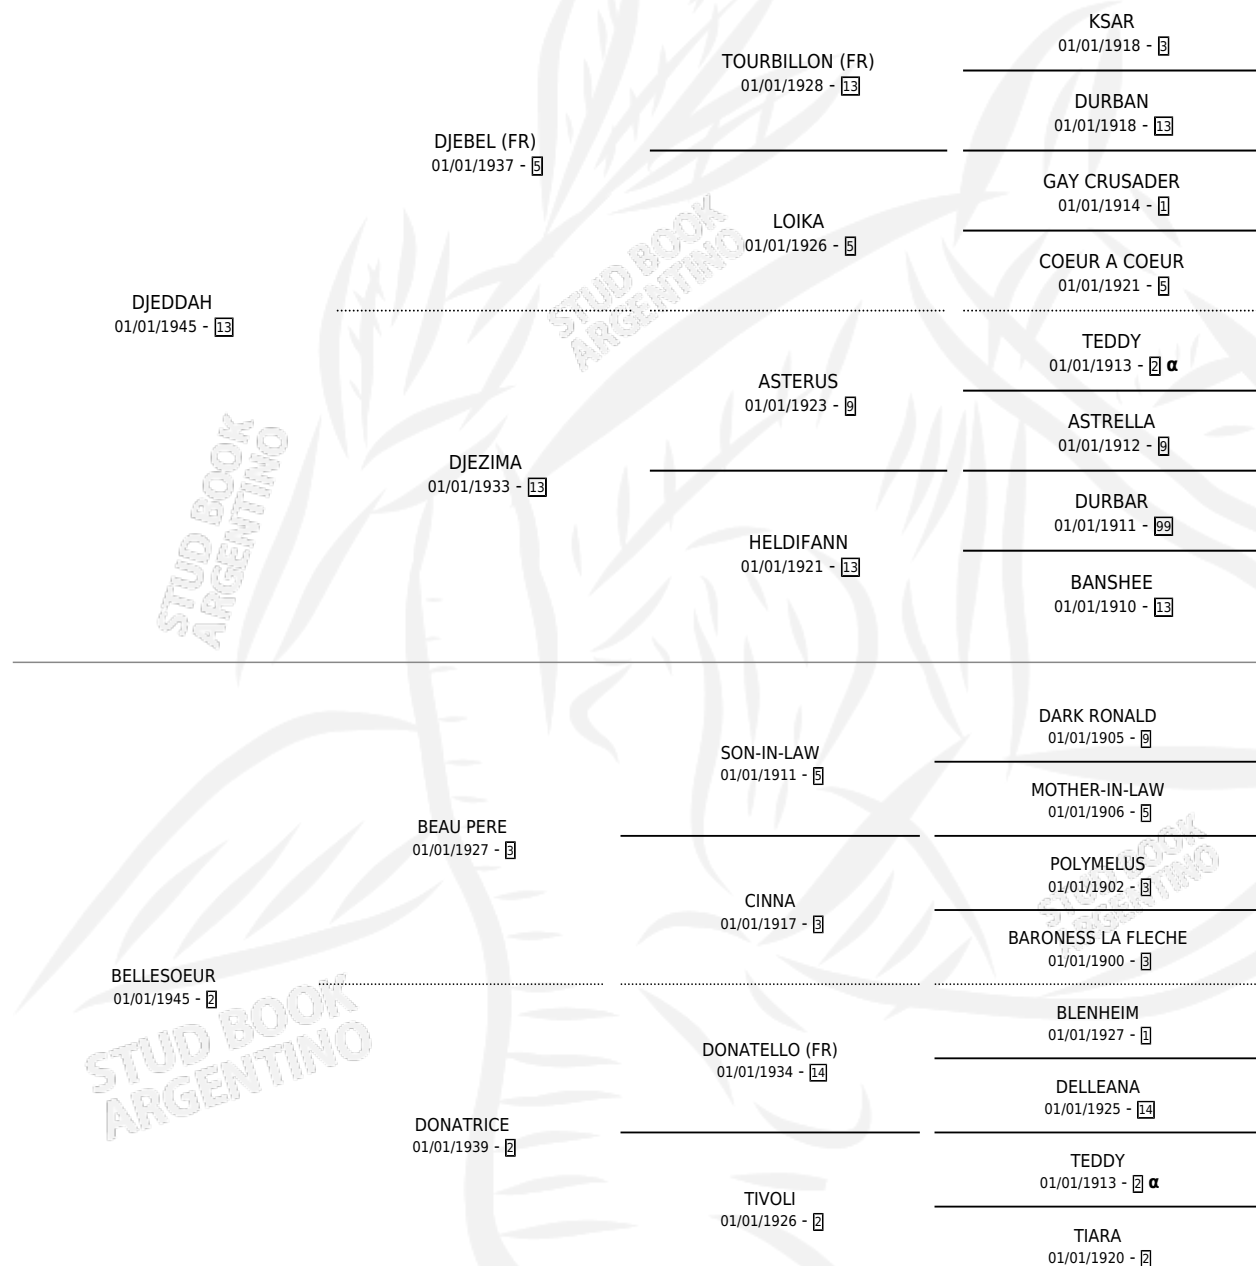 KSAR
01/01/1918 - 3
TOURBILLON (FR)
01/01/1928 - 13
DURBAN
01/01/1918 - 13
DJEBEL (FR)
01/01/1937 - 5
GAY CRUSADER
01/01/1914 - 1
LOIKA
01/01/1926 - 5
COEUR A COEUR
01/01/1921 - 5
DJEDDAH
01/01/1945 - 13
STUD BOOK
ARGENTINO
TEDDY
01/01/1913 - 2 α
ASTERUS
01/01/1923 - 9
ASTRELLA
01/01/1912 - 9
DJEZIMA
01/01/1933 - 13
DURBAR
01/01/1911 - 99
HELDIFANN
01/01/1921 - 13
BANSHEE
01/01/1910 - 13
STUD BOOK
ARGENTINO
DARK RONALD
01/01/1905 - 9
SON-IN-LAW
01/01/1911 - 5
MOTHER-IN-LAW
01/01/1906 - 5
BEAU PERE
01/01/1927 - 3
POLYMELUS
01/01/1902 - 3
CINNA
01/01/1917 - 3
STUD BOOK
ARGENTINO
BARONESS LA FLECHE
01/01/1900 - 3
BELLESOEUR
01/01/1945 - 2
STUD BOOK
ARGENTINO
BLENHEIM
01/01/1927 - 1
DONATELLO (FR)
01/01/1934 - 14
DELLEANA
01/01/1925 - 14
DONATRICE
01/01/1939 - 2
TEDDY
01/01/1913 - 2 α
TIVOLI
01/01/1926 - 2
TIARA
01/01/1920 - 2